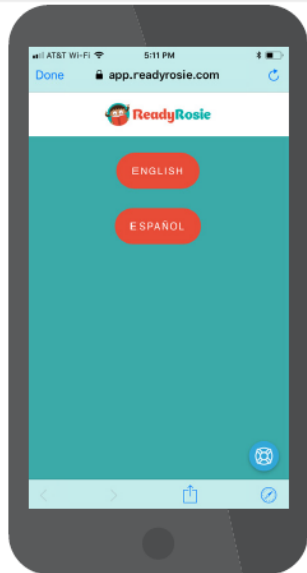 AT&T Wi-Fi 5:11 PM
Done app.readyrosie.com
ReadyRosie
ENGLISH
ESPAÑOL